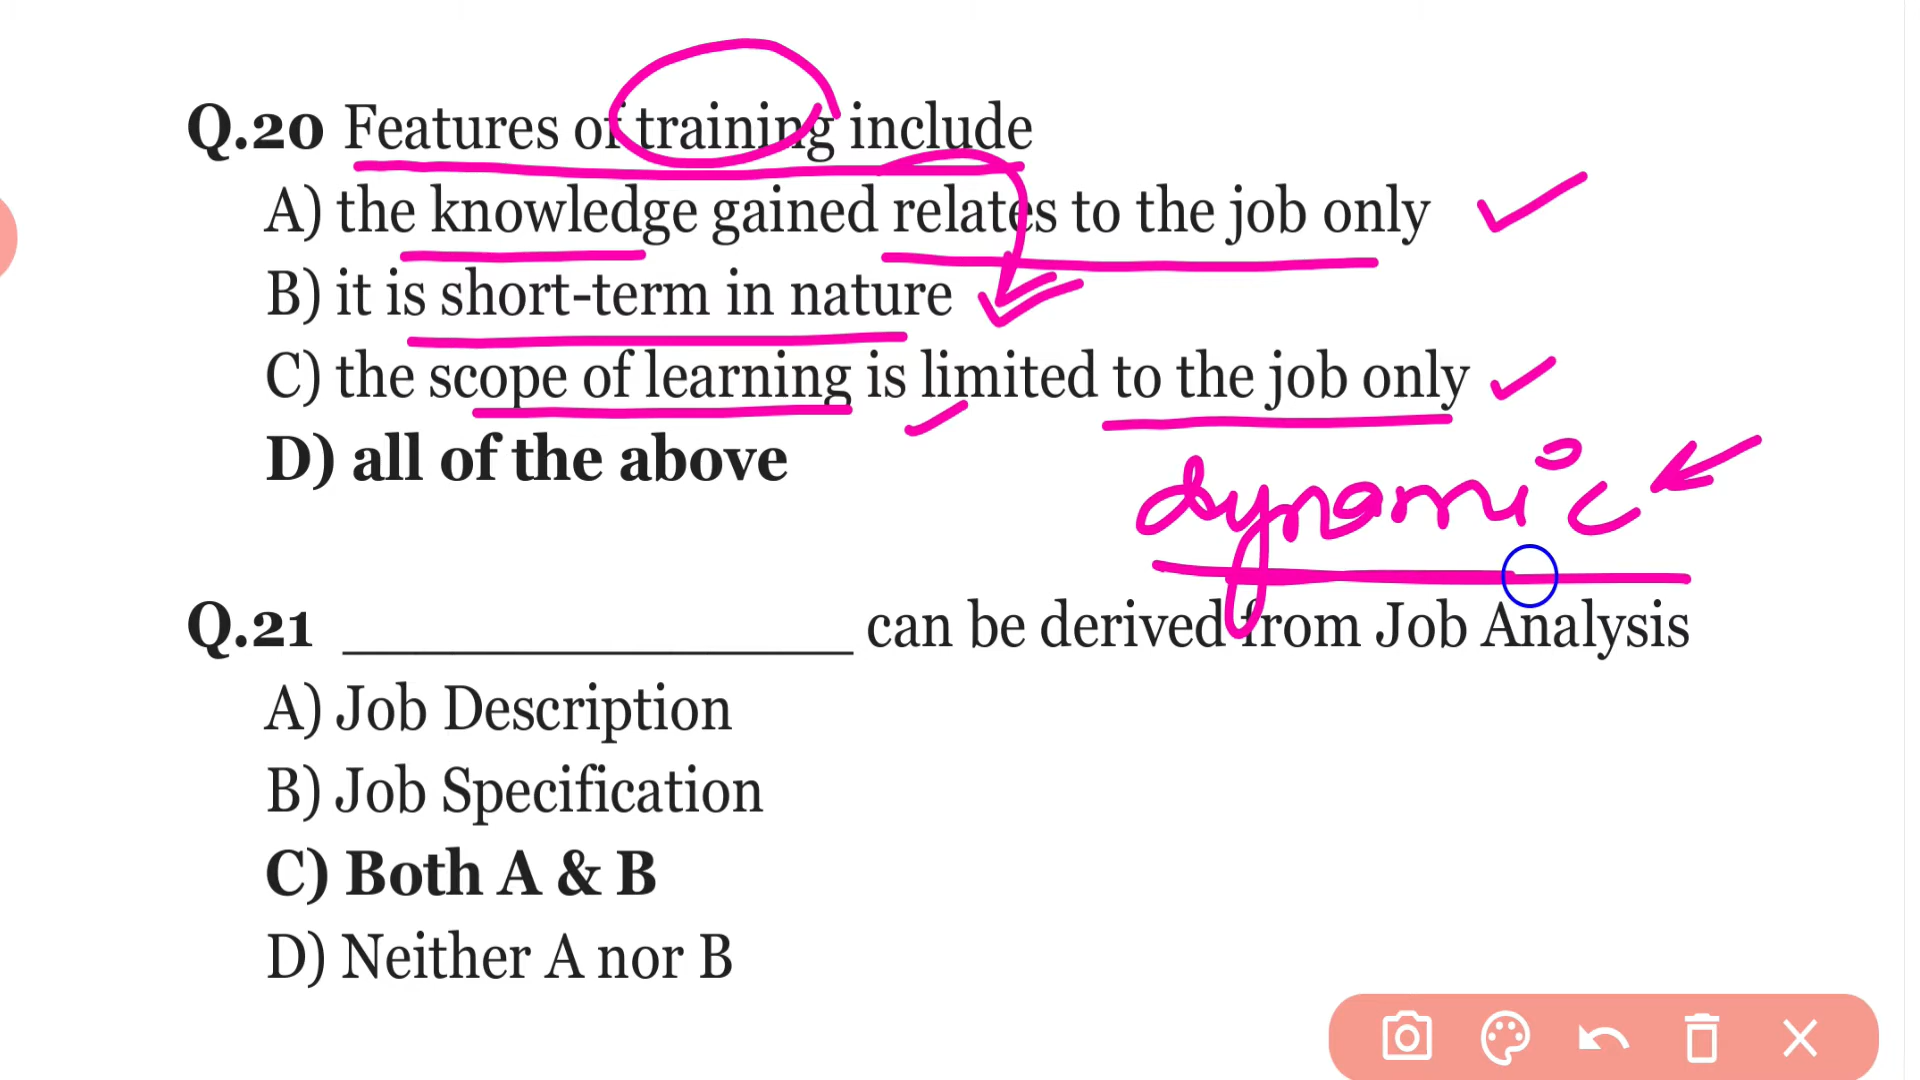 Q.20 Features of training include
A) the knowledge gained relates to the job only
B) it is short-term in nature
C) the scope of learning is limited to the job only
D) all of the above
dynamic
Q.21 ________________ can be derived from Job Analysis
A) Job Description
B) Job Specification
C) Both A & B
D) Neither A nor B